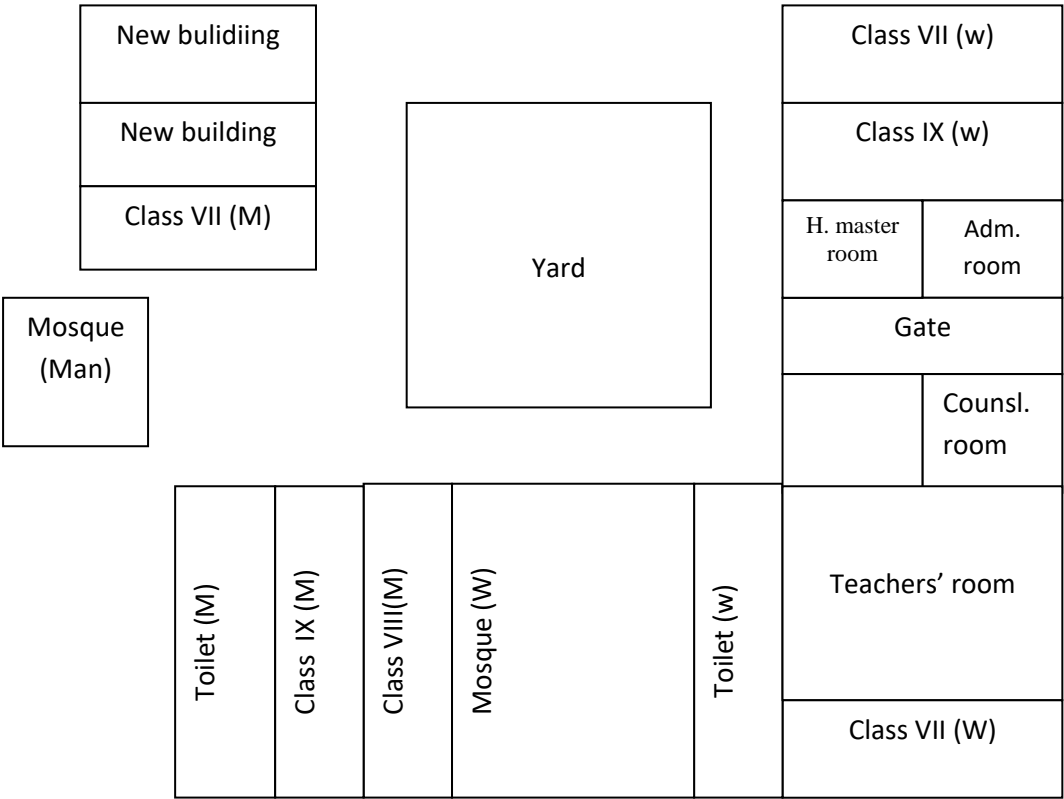 New bulidiing
New building
Class VII (M)
Mosque
(Man)
Yard
Class VII (w)
Class IX (w)
H. master
room
Adm.
room
Gate
Counsl.
room
Teachers’ room
Class VII (W)
Toilet (M)
Class IX (M)
Class VIII(M)
Mosque (W)
Toilet (w)